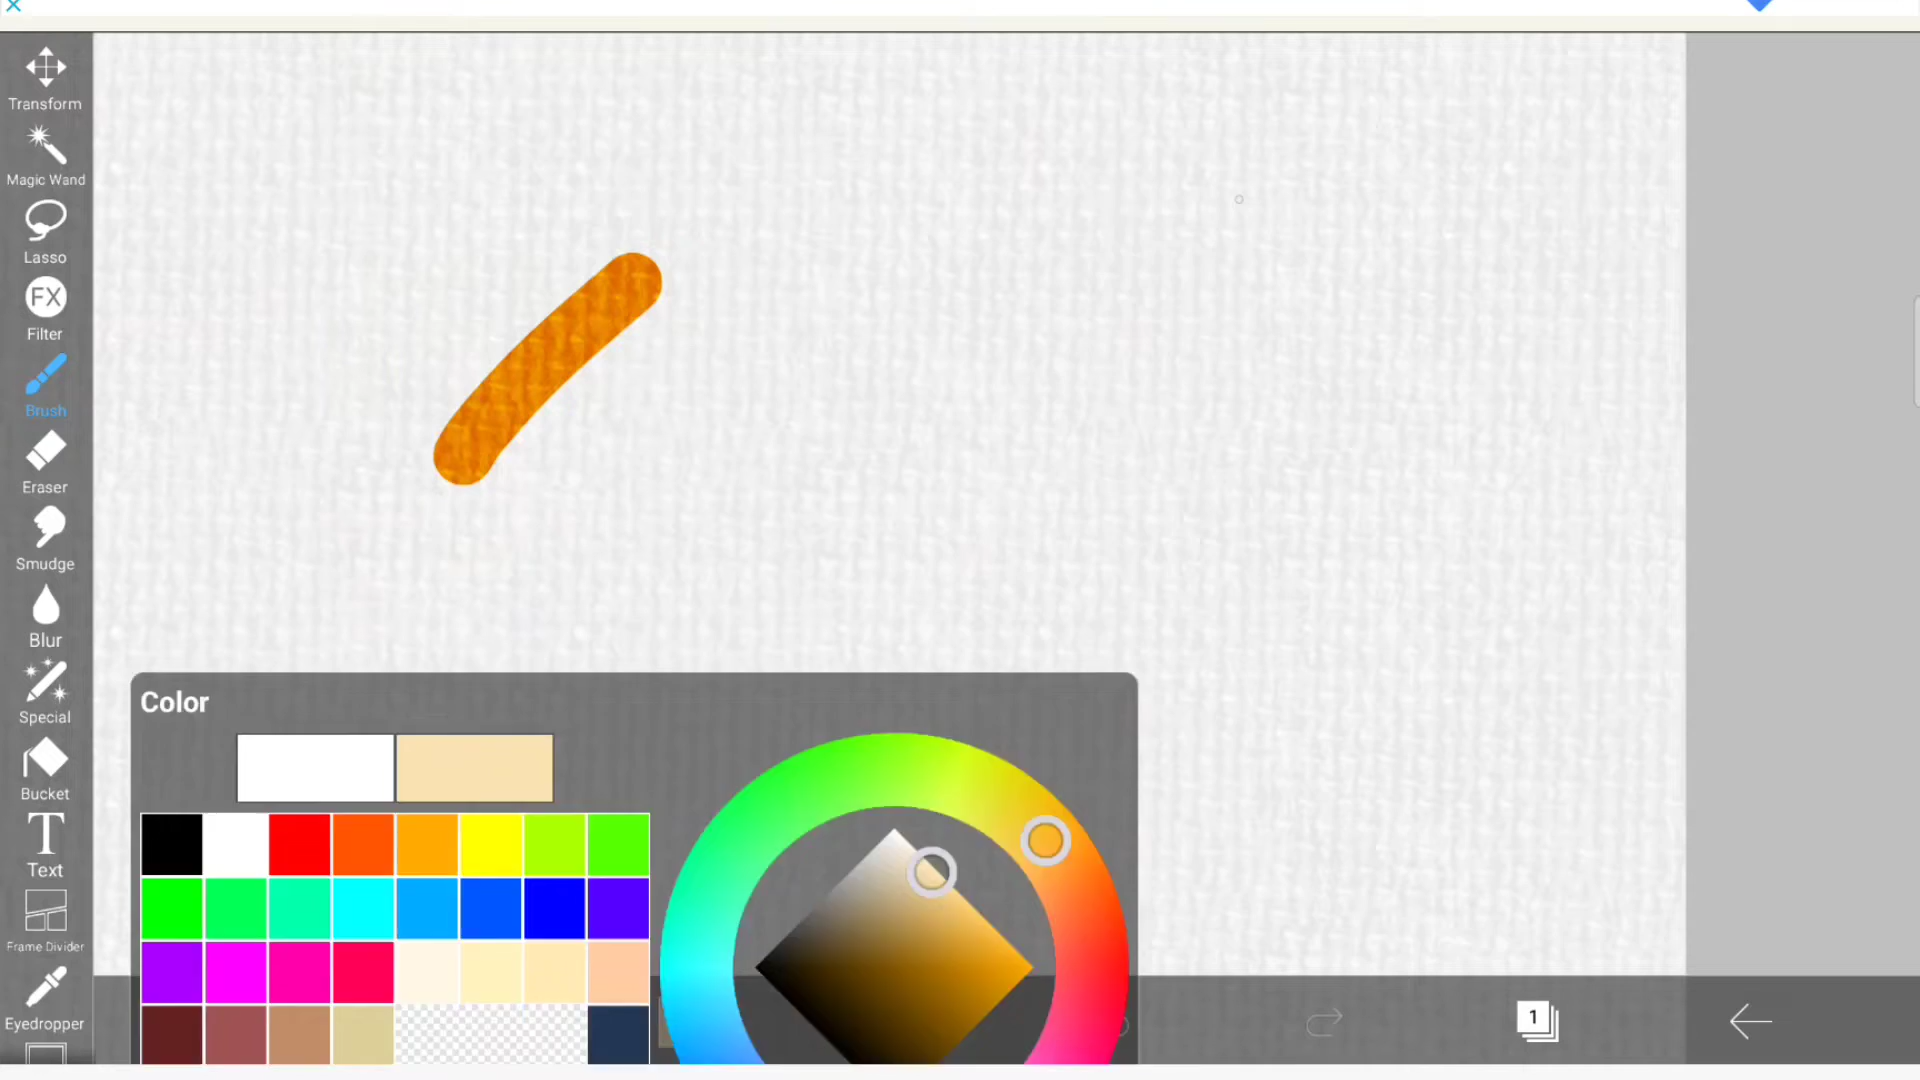 Transform
Magic Wand
Lasso
FX
Filter
Brush
Eraser
Smudge
Blur
Special
Bucket
T
Text
Frame Divider
Eyedropper
Color
1